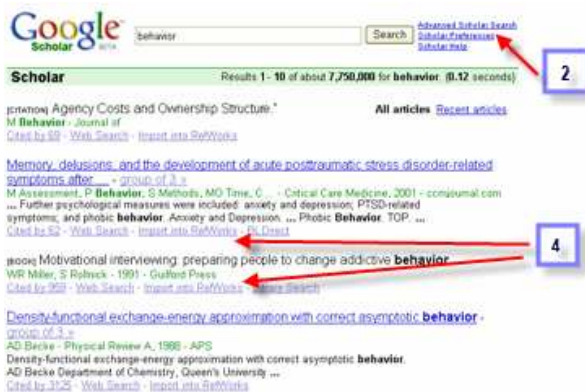 Google
Scholar BETA
behavior
Search
Advanced Scholar Search
Scholar Preferences
Scholar Help
2
Scholar
Results 1 - 10 of about 7,750,000 for behavior. (0.12 seconds)
[CITATION] Agency Costs and Ownership Structure."
All articles Recent articles
M Behavior - Journal of
Cited by 69 - Web Search - Import into RefWorks
Memory, delusions, and the development of acute posttraumatic stress disorder-related
symptoms after ... - group of 3 »
M Assessment, P Behavior, S Methods, MO Time, C ... - Critical Care Medicine, 2001 - ccmjournal.com
... Further psychological measures were included: anxiety and depression; PTSD-related
symptoms; and phobic behavior. Anxiety and Depression. ... Phobic Behavior. TOP. ...
Cited by 62 - Web Search - Import into RefWorks - BL Direct
4
[BOOK] Motivational interviewing: preparing people to change addictive behavior
WR Miller, S Rollnick - 1991 - Guilford Press
Cited by 959 - Web Search - Import into RefWorks - Search
Density-functional exchange-energy approximation with correct asymptotic behavior -
group of 3 »
AD Becke - Physical Review A, 1988 - APS
Density-functional exchange-energy approximation with correct asymptotic behavior.
AD Becke Department of Chemistry, Queen's University ...
Cited by 3125 - Web Search - Import into RefWorks